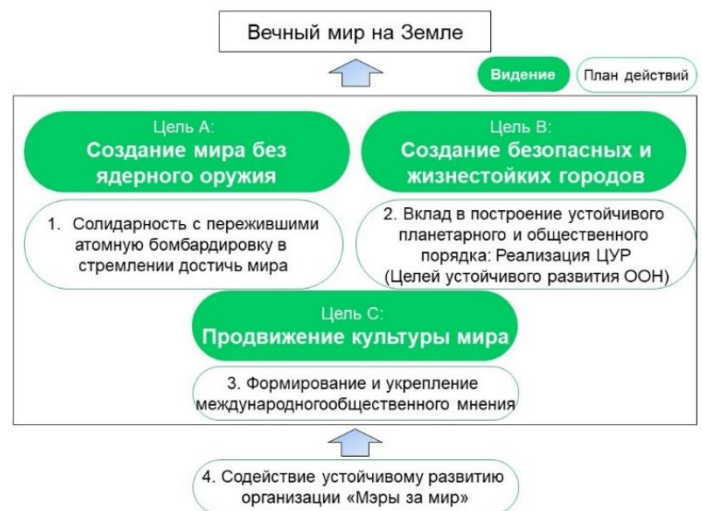 Вечный мир на Земле
Видение
План действий
Цель A:
Создание мира без
ядерного оружия
Цель B:
Создание безопасных и
жизнестойких городов
1. Солидарность с пережившими
атомную бомбардировку в
стремлении достичь мира
2. Вклад в построение устойчивого
планетарного и общественного
порядка: Реализация ЦУР
(Целей устойчивого развития ООН)
Цель C:
Продвижение культуры мира
3. Формирование и укрепление
международногообщественного мнения
4. Содействие устойчивому развитию
организации «Мэры за мир»